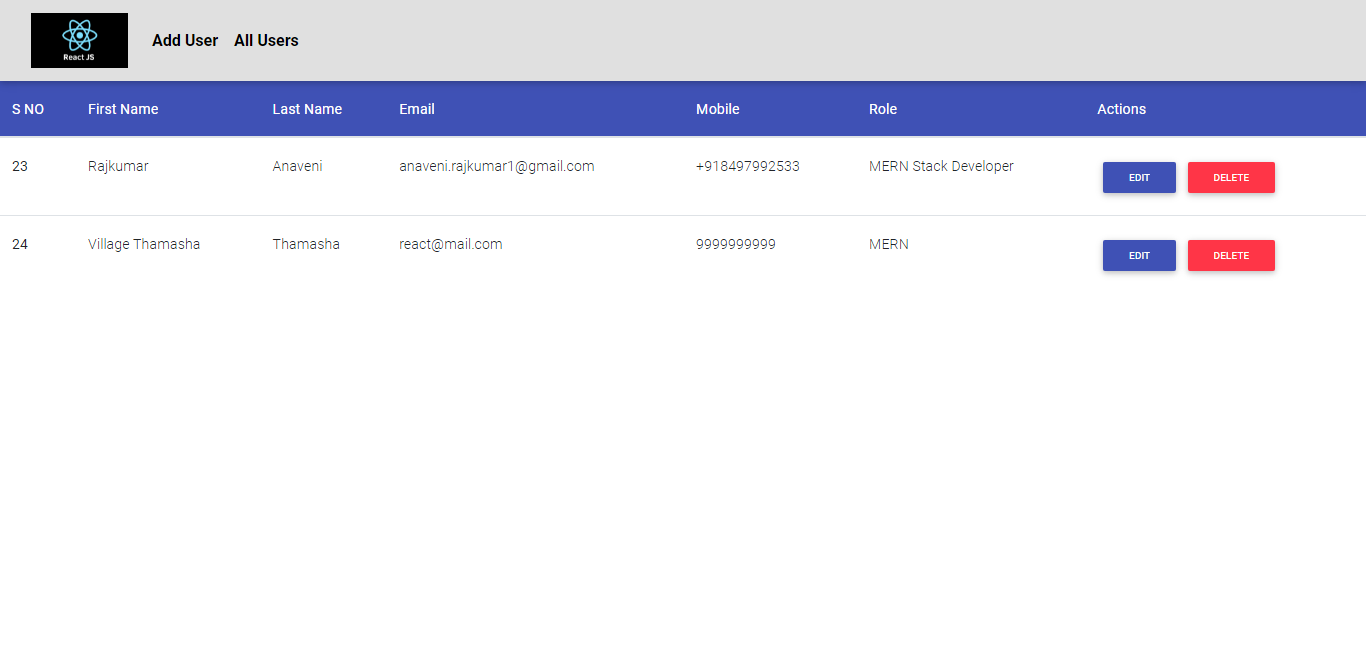 React JS
Add User All Users
S NO First Name Last Name Email Mobile Role Actions
23 Rajkumar Anaveni anaveni.rajkumar1@gmail.com +918497992533 MERN Stack Developer EDIT DELETE
24 Village Thamasha Thamasha react@mail.com 9999999999 MERN EDIT DELETE